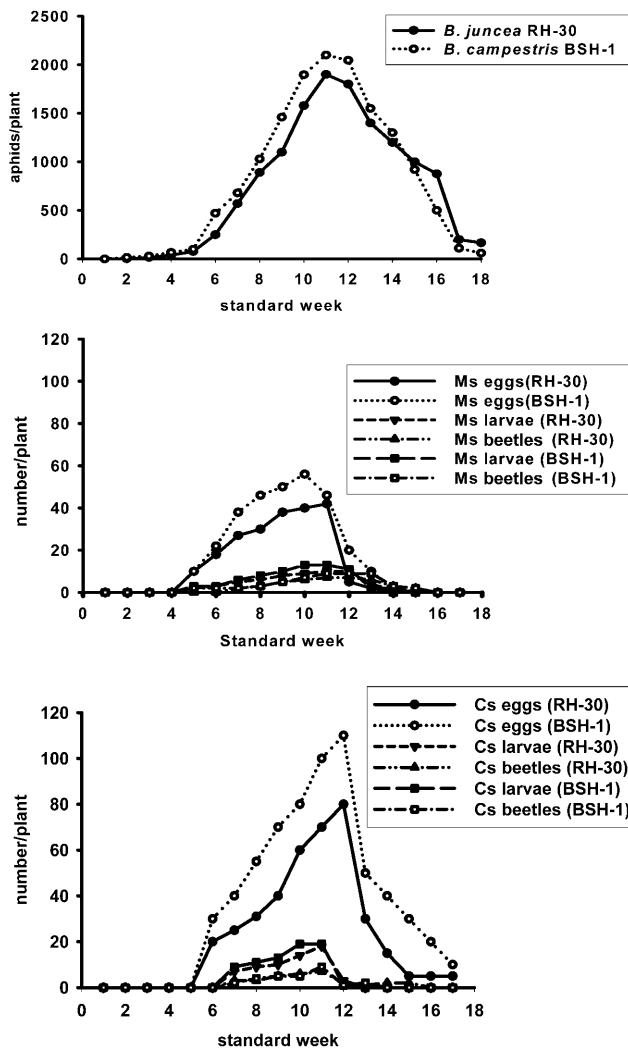 B. juncea RH-30
B. campestris BSH-1
2500
2000
1500
1000
500
0
aphids/plant
0 2 4 6 8 10 12 14 16 18
standard week
120
100
80
60
40
20
0
number/plant
Ms eggs(RH-30)
Ms eggs(BSH-1)
Ms larvae (RH-30)
Ms beetles (RH-30)
Ms larvae (BSH-1)
Ms beetles (BSH-1)
0 2 4 6 8 10 12 14 16 18
Standard week
Cs eggs (RH-30)
Cs eggs (BSH-1)
Cs larvae (RH-30)
Cs beetles (RH-30)
Cs larvae (BSH-1)
Cs beetles (BSH-1)
120
100
80
60
40
20
0
number/plant
0 2 4 6 8 10 12 14 16 18
standard week